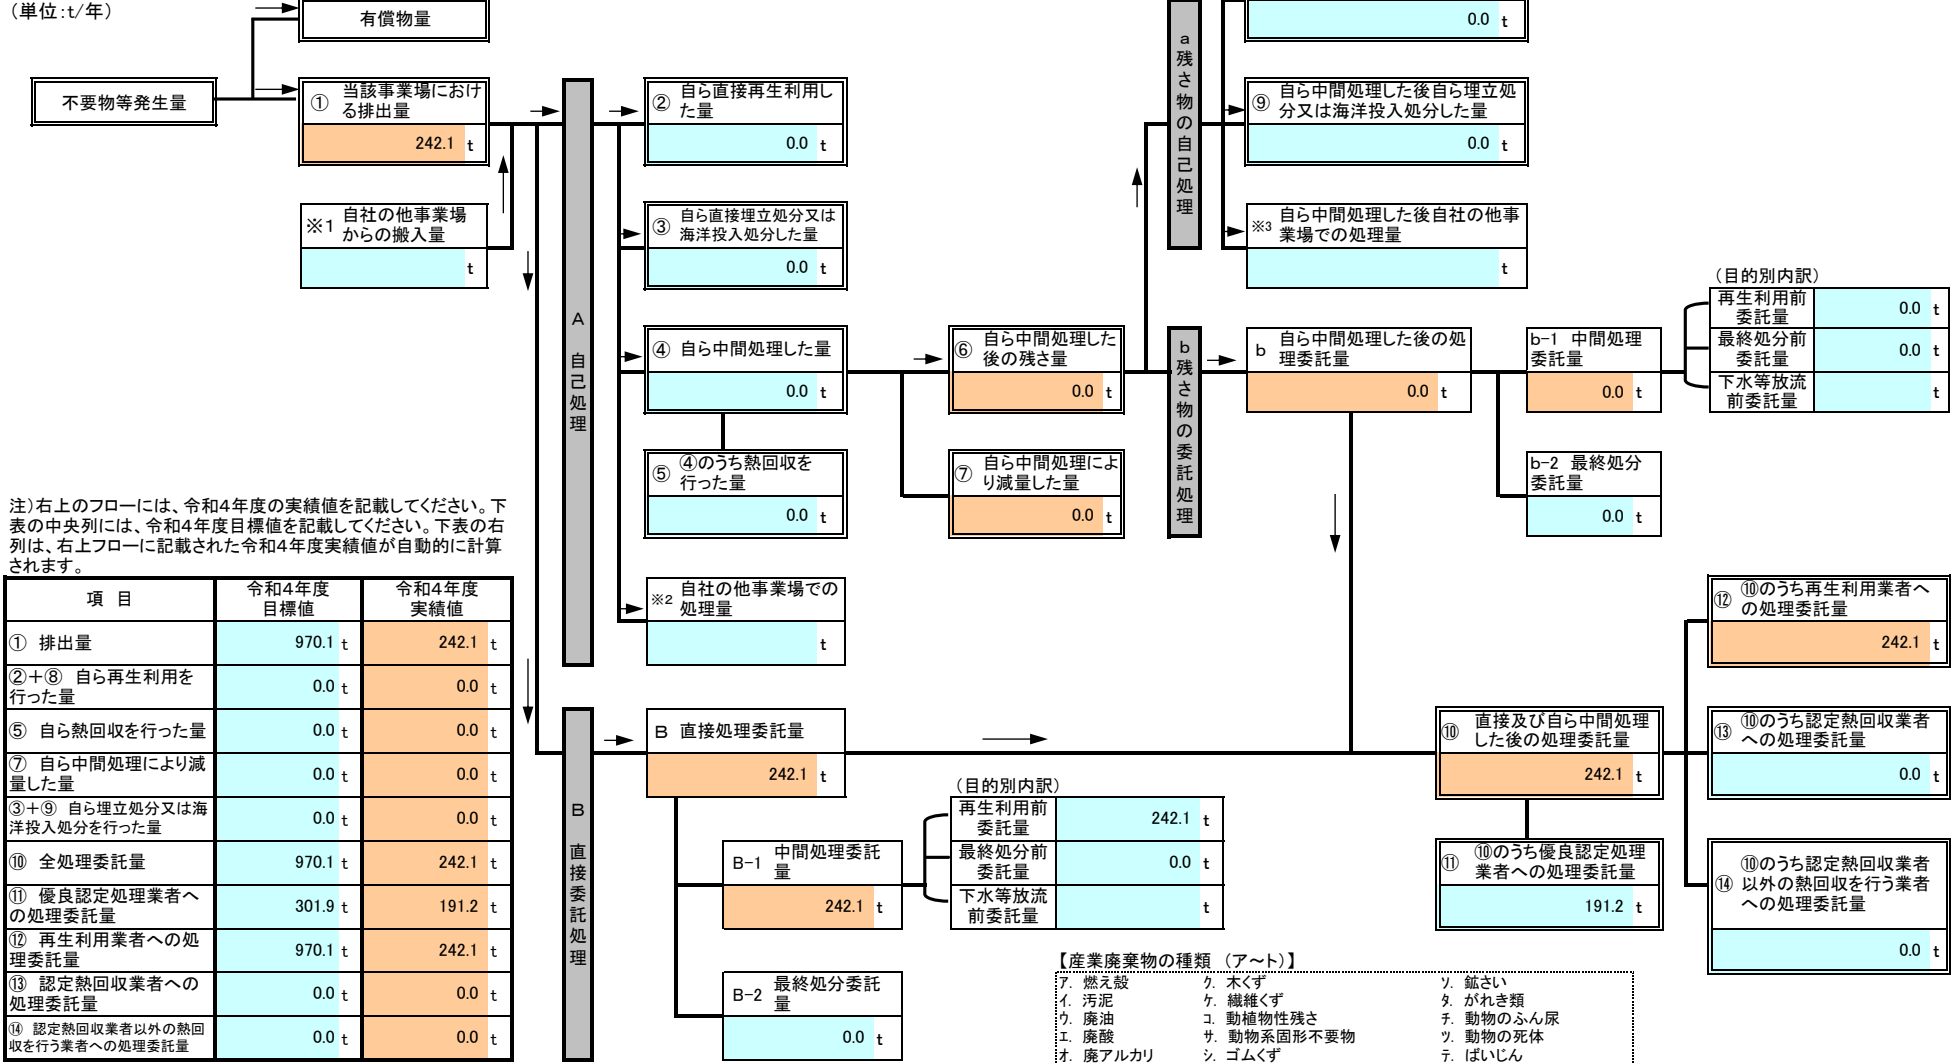 （単位:t/年）
有償物量
0.0 t
不要物等発生量
① 当該事業場におけ
る排出量
242.1 t
※1 自社の他事業場
からの搬入量
t
A 自己処理
② 自ら直接再生利用し
た量
0.0 t
③ 自ら直接埋立処分又は
海洋投入処分した量
0.0 t
④ 自ら中間処理した量
0.0 t
⑤ ④のうち熱回収を
行った量
0.0 t
※2 自社の他事業場での
処理量
t
⑥ 自ら中間処理した
後の残さ量
0.0 t
⑦ 自ら中間処理によ
り減量した量
0.0 t
a残さ物の自己処理
⑨ 自ら中間処理した後自ら埋立処
分又は海洋投入処分した量
0.0 t
※3 自ら中間処理した後自社の他事
業場での処理量
t
b残さ物の委託処理
b 自ら中間処理した後の処
理委託量
0.0 t
b-1 中間処理
委託量
0.0 t
b-2 最終処分
委託量
0.0 t
（目的別内訳）
再生利用前
委託量
0.0 t
最終処分前
委託量
0.0 t
下水等放流
前委託量
t
注）右上のフローには、令和4年度の実績値を記載してください。下
表の中央列には、令和4年度目標値を記載してください。下表の右
列は、右上フローに記載された令和4年度実績値が自動的に計算
されます。
項 目 令和4年度
目標値 令和4年度
実績値
① 排出量 970.1 t 242.1 t
②＋⑧ 自ら再生利用を
行った量 0.0 t 0.0 t
⑤ 自ら熱回収を行った量 0.0 t 0.0 t
⑦ 自ら中間処理により減
量した量 0.0 t 0.0 t
③＋⑨ 自ら埋立処分又は海
洋投入処分を行った量 0.0 t 0.0 t
⑩ 全処理委託量 970.1 t 242.1 t
⑪ 優良認定処理業者へ
の処理委託量 301.9 t 191.2 t
⑫ 再生利用業者への処
理委託量 970.1 t 242.1 t
⑬ 認定熱回収業者への
処理委託量 0.0 t 0.0 t
⑭ 認定熱回収業者以外の熱回
収を行う業者への処理委託量 0.0 t 0.0 t
B 直接委託処理
B 直接処理委託量
242.1 t
B-1 中間処理委託
量
242.1 t
B-2 最終処分委託
量
0.0 t
（目的別内訳）
再生利用前
委託量
242.1 t
最終処分前
委託量
0.0 t
下水等放流
前委託量
t
⑩ 直接及び自ら中間処理
した後の処理委託量
242.1 t
⑪ ⑩のうち優良認定処理
業者への処理委託量
191.2 t
⑫ ⑩のうち再生利用業者へ
の処理委託量
242.1 t
⑬ ⑩のうち認定熱回収業者
への処理委託量
0.0 t
⑭ ⑩のうち認定熱回収業者
以外の熱回収を行う業者
への処理委託量
0.0 t
【産業廃棄物の種類 （ア～ト）】
ア. 燃え殻 ク. 木くず ソ. 鉱さい
イ. 汚泥 ケ. 繊維くず タ. がれき類
ウ. 廃油 コ. 動植物性残さ チ. 動物のふん尿
エ. 廃酸 サ. 動物系固形不要物 ツ. 動物の死体
オ. 廃アルカリ シ. ゴムくず テ. ばいじん